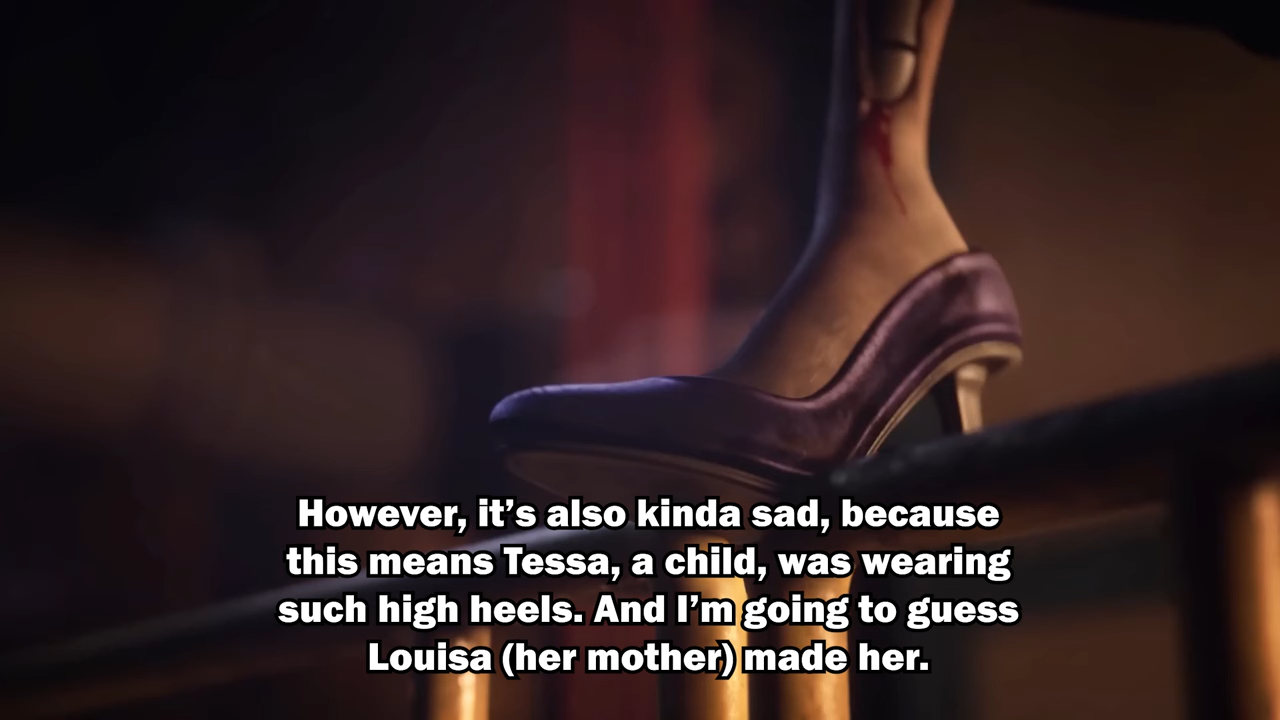 However, it’s also kinda sad, because
this means Tessa, a child, was wearing
such high heels. And I’m going to guess
Louisa (her mother) made her.